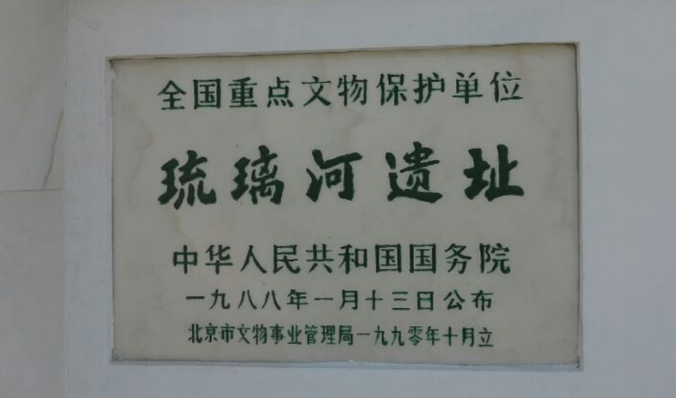 全国重点文物保护单位
琉璃河遗址
中华人民共和国国务院
一九八八年一月十三日公布
北京市文物事业管理局一九九〇年十月立